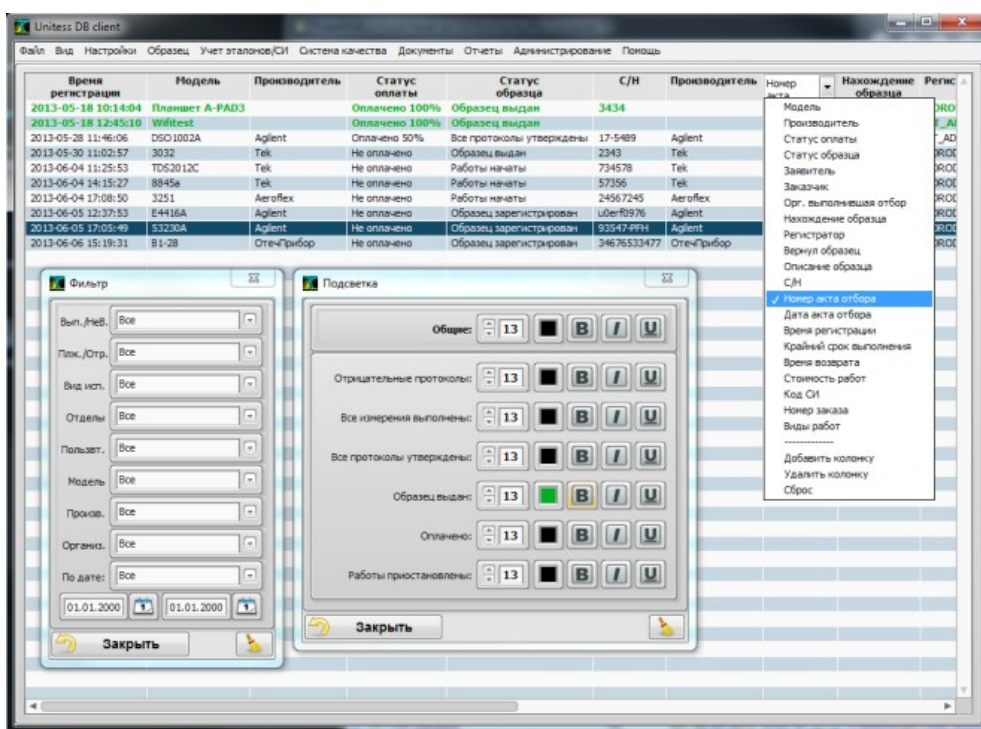 Unitess DB client
Файл Вид Настройки Образец Учет эталонов/СИ Система качества Документы Отчеты Администрирование Помощь
Время регистрации Модель Производитель Статус оплаты Статус образца С/Н Производитель Номер акта Нахождение образца Регис
2013-05-18 10:14:04 Планшет A-PAD3 Оплачено 100% Образец выдан 3434
2013-05-18 12:45:10 Wifitest Оплачено 100% Образец выдан
2013-05-28 11:46:06 DSO1002A Agilent Оплачено 50% Все протоколы утверждены 17-5489 Agilent
2013-05-30 11:02:57 3032 Tek Не оплачено Образец выдан 2343 Tek
2013-06-04 11:25:53 TDS2012C Tek Не оплачено Работы начаты 734578 Tek
2013-06-04 14:15:27 8845a Tek Не оплачено Работы начаты 57356 Tek
2013-06-04 17:08:50 3251 Aeroflex Не оплачено Работы начаты 24567245 Aeroflex
2013-06-05 12:37:53 E4416A Agilent Не оплачено Образец зарегистрирован u0erf0976 Agilent
2013-06-05 17:05:49 53230A Agilent Не оплачено Образец зарегистрирован 93547-PFH Agilent
2013-06-06 15:19:31 В1-28 ОтечПрибор Не оплачено Образец зарегистрирован 34676533477 ОтечПрибор
Модель
Производитель
Статус оплаты
Статус образца
Заявитель
Заказчик
Орг. выполнившая отбор
Нахождение образца
Регистратор
Вернул образец
Описание образца
С/Н
✓ Номер акта отбора
Дата акта отбора
Время регистрации
Крайний срок выполнения
Время возврата
Стоимость работ
Код СИ
Номер заказа
Виды работ
-------------
Добавить колонку
Удалить колонку
Сброс
Фильтр
Вып./НеВ. Все
Плж./Отр. Все
Вид исп. Все
Отделы Все
Пользвт. Все
Модель Все
Произв. Все
Организ. Все
По дате: Все
01.01.2000 01.01.2000
Закрыть
Подсветка
Общие: 13 B I U
Отрицательные протоколы: 13 B I U
Все измерения выполнены: 13 B I U
Все протоколы утверждены: 13 B I U
Образец выдан: 13 B I U
Оплачено: 13 B I U
Работы приостановлены: 13 B I U
Закрыть